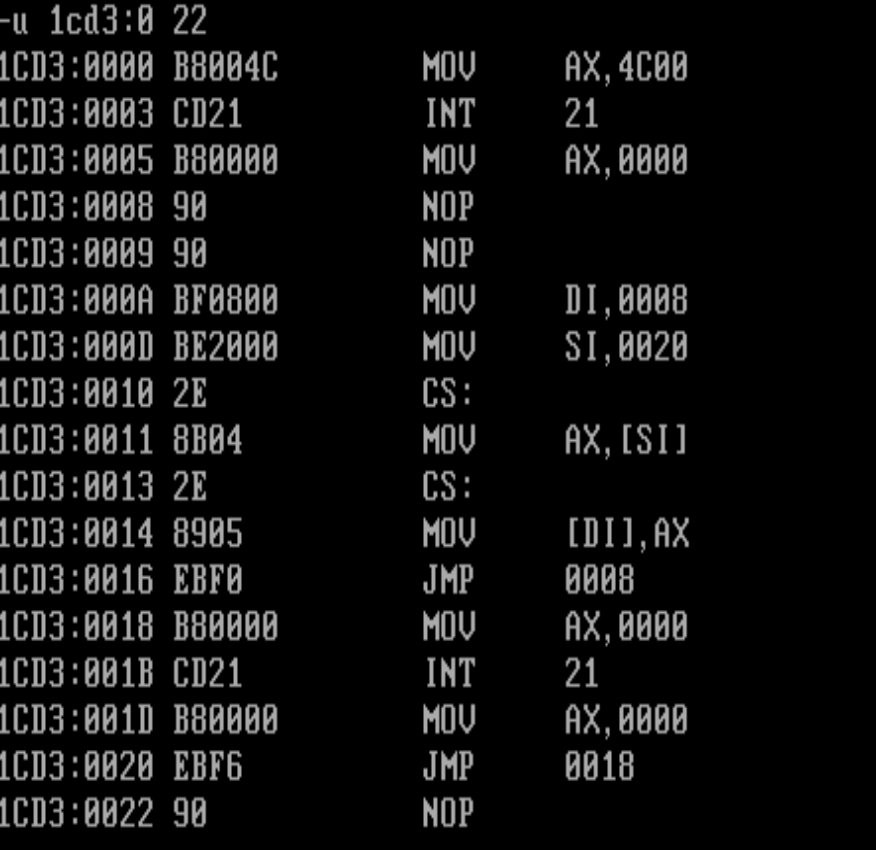 -u 1cd3:0 22
1CD3:0000 B8004C MOV AX,4C00
1CD3:0003 CD21 INT 21
1CD3:0005 B80000 MOV AX,0000
1CD3:0008 90 NOP
1CD3:0009 90 NOP
1CD3:000A BF0800 MOV DI,0008
1CD3:000D BE2000 MOV SI,0020
1CD3:0010 2E CS:
1CD3:0011 8B04 MOV AX,[SI]
1CD3:0013 2E CS:
1CD3:0014 8905 MOV [DI],AX
1CD3:0016 EBF0 JMP 0008
1CD3:0018 B80000 MOV AX,0000
1CD3:001B CD21 INT 21
1CD3:001D B80000 MOV AX,0000
1CD3:0020 EBF6 JMP 0018
1CD3:0022 90 NOP